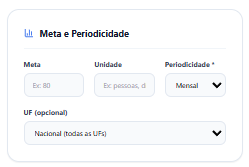 Meta e Periodicidade
Meta Unidade Periodicidade *
Ex: 80 Ex: pessoas, d Mensal
UF (opcional)
Nacional (todas as UFs)